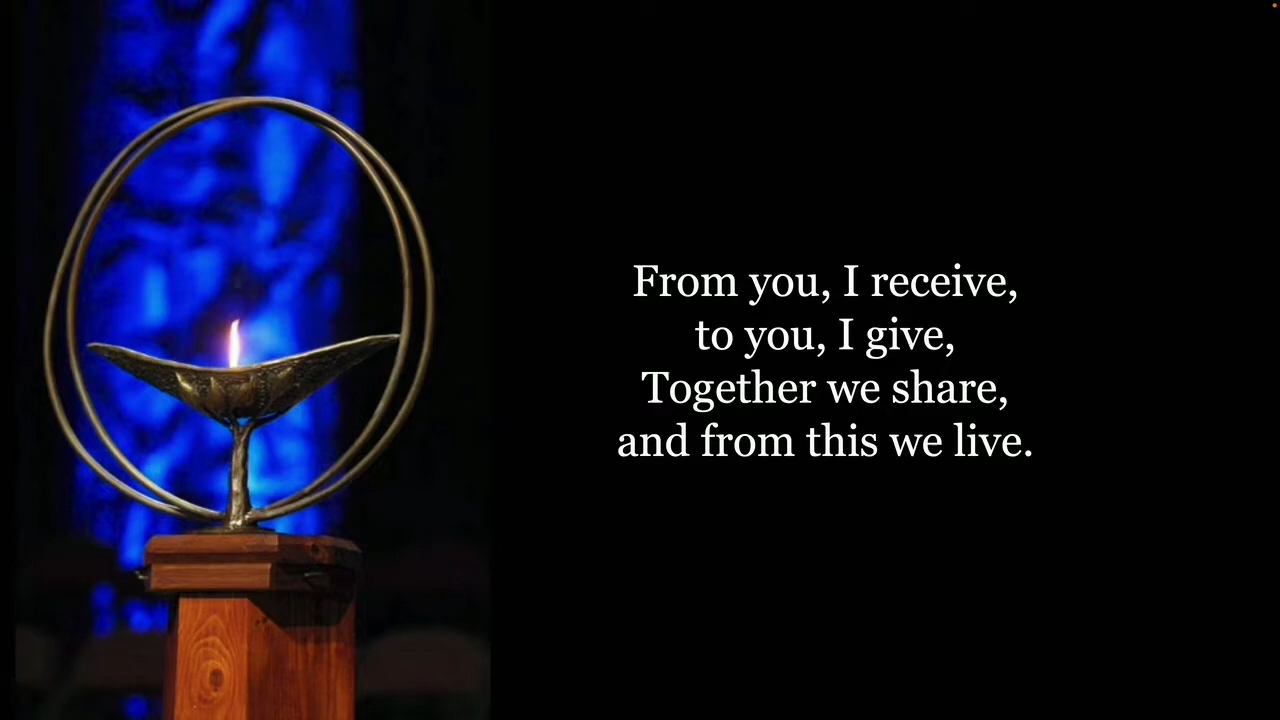 From you, I receive,
to you, I give,
Together we share,
and from this we live.